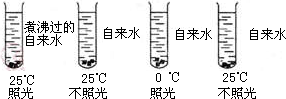 煮沸过的
自来水
自来水
自来水
自来水
25℃
照光
25℃
不照光
0 ℃
照光
25℃
不照光